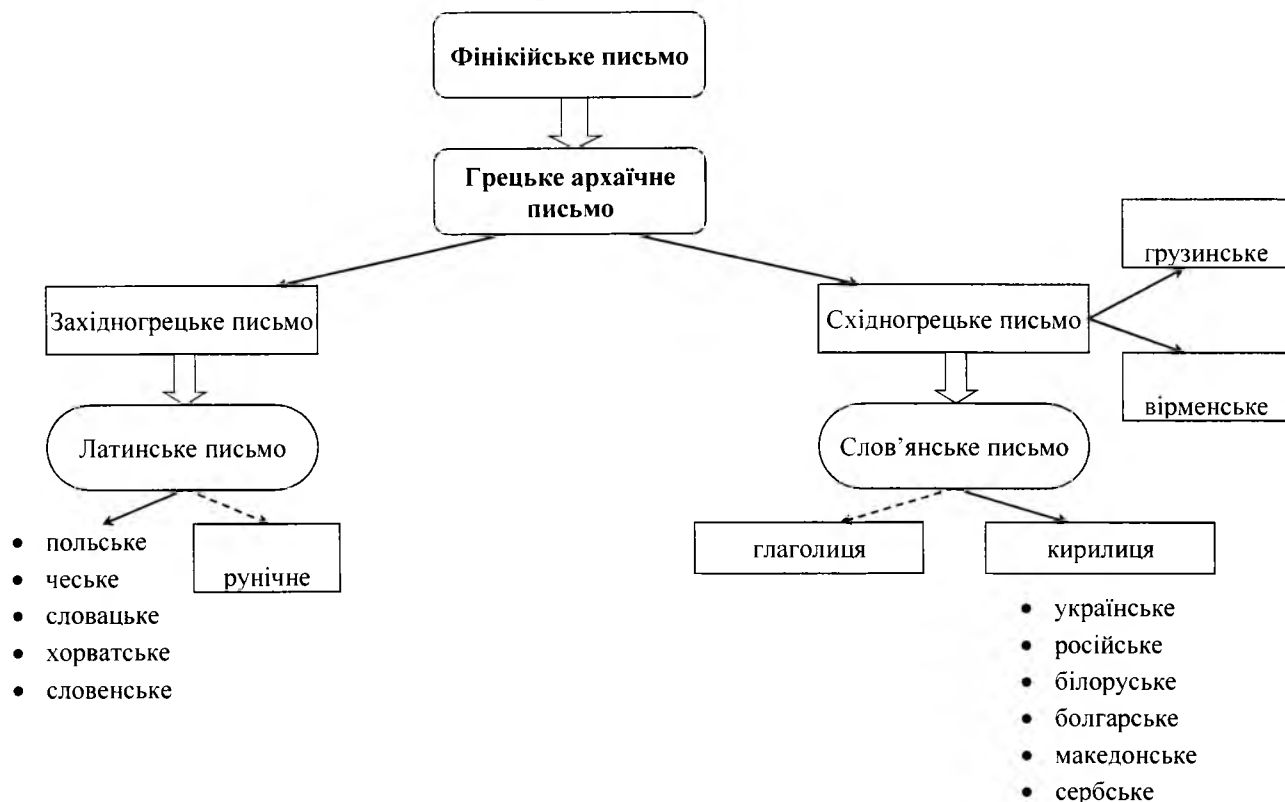 Фінікійське письмо
Грецьке архаїчне
письмо
грузинське
Західногрецьке письмо
Східногрецьке письмо
вірменське
Латинське письмо
Слов’янське письмо
• польське
• чеське
• словацьке
• хорватське
• словенське
рунічне
глаголиця
кирилиця
• українське
• російське
• білоруське
• болгарське
• македонське
• сербське